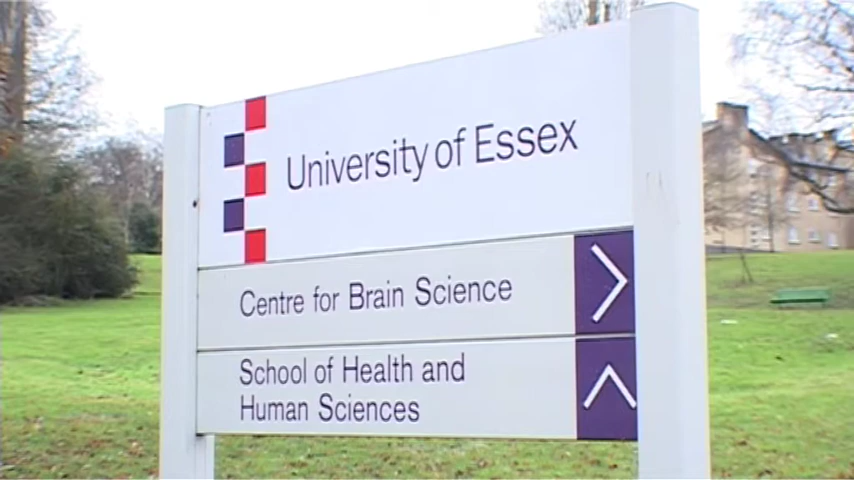 University of Essex
Centre for Brain Science
School of Health and
Human Sciences